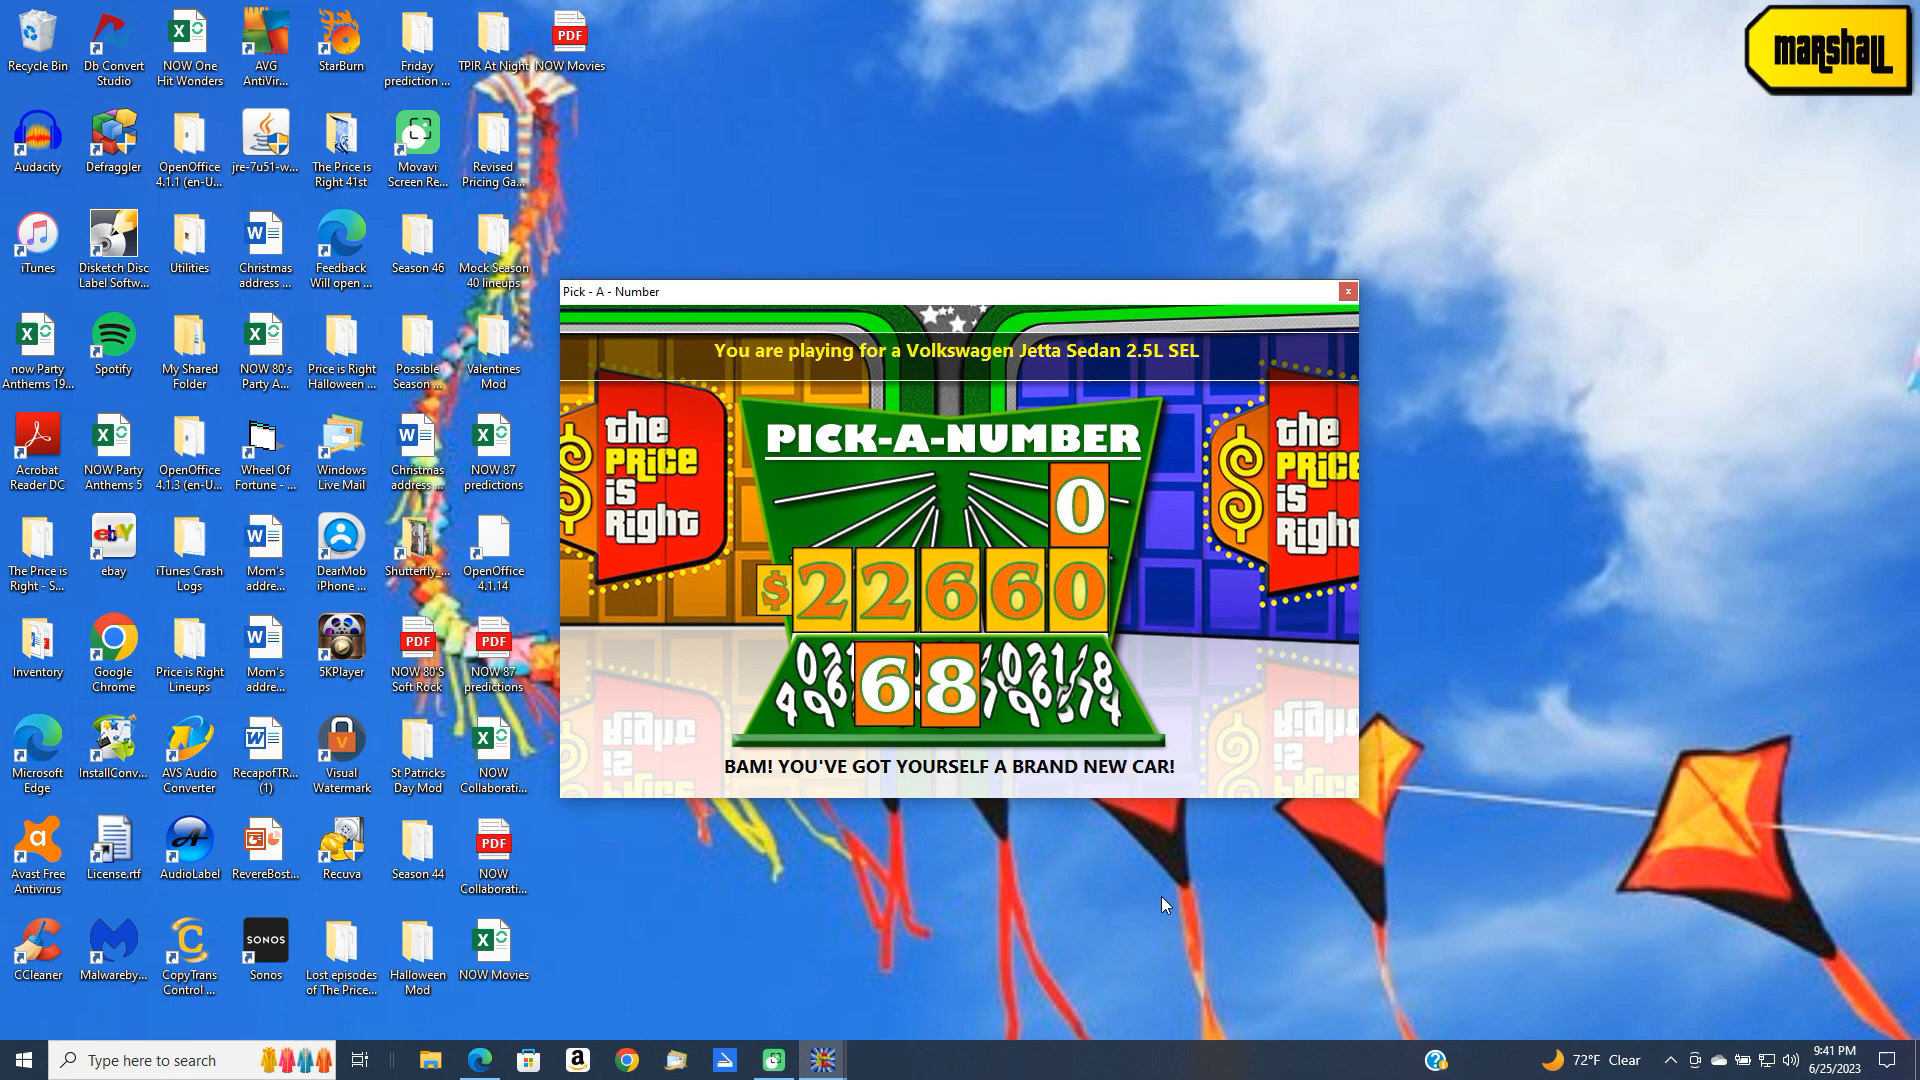 Recycle Bin
Db Convert
Studio
NOW One
Hit Wonders
AVG
AntiVir...
StarBurn
Friday
prediction ...
TPIR At Night
NOW Movies
marshall
Audacity
Defraggler
OpenOffice
4.1.1 (en-U...
jre-7u51-w...
The Price is
Right 41st
Movavi
Screen Re...
Revised
Pricing Ga...
iTunes
Disketch Disc
Label Softw...
Utilities
Christmas
address ...
Feedback
Will open ...
Season 46
Mock Season
40 lineups
now Party
Anthems 19...
Spotify
My Shared
Folder
NOW 80's
Party A...
Price is Right
Halloween ...
Possible
Season ...
Valentines
Mod
Acrobat
Reader DC
NOW Party
Anthems 5
OpenOffice
4.1.3 (en-U...
Wheel Of
Fortune - ...
Windows
Live Mail
Christmas
address ...
NOW 87
predictions
The Price is
Right - S...
ebay
iTunes Crash
Logs
Mom's
addre...
DearMob
iPhone ...
Shutterfly_...
OpenOffice
4.1.14
Inventory
Google
Chrome
Price is Right
Lineups
Mom's
addre...
5KPlayer
NOW 80'S
Soft Rock
NOW 87
predictions
Microsoft
Edge
InstallConv...
AVS Audio
Converter
RecapofTR...
(1)
Visual
Watermark
St Patricks
Day Mod
NOW
Collaborati...
Avast Free
Antivirus
License.rtf
AudioLabel
RevereBost...
Recuva
Season 44
NOW
Collaborati...
CCleaner
Malwareby...
CopyTrans
Control ...
SONOS
Sonos
Lost episodes
of The Price...
Halloween
Mod
NOW Movies
Pick - A - Number
You are playing for a Volkswagen Jetta Sedan 2.5L SEL
the
PRICE
is
Right
PICK-A-NUMBER
the
PRICE
is
Right
0
$22660
6 8
BAM! YOU'VE GOT YOURSELF A BRAND NEW CAR!
Type here to search
72°F Clear
9:41 PM
6/25/2023